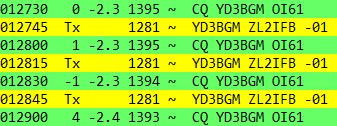 012730 0 -2.3 1395 ~ CQ YD3BGM OI61
012745 Tx 1281 ~ YD3BGM ZL2IFB -01
012800 1 -2.3 1395 ~ CQ YD3BGM OI61
012815 Tx 1281 ~ YD3BGM ZL2IFB -01
012830 -1 -2.3 1394 ~ CQ YD3BGM OI61
012845 Tx 1281 ~ YD3BGM ZL2IFB -01
012900 4 -2.4 1393 ~ CQ YD3BGM OI61